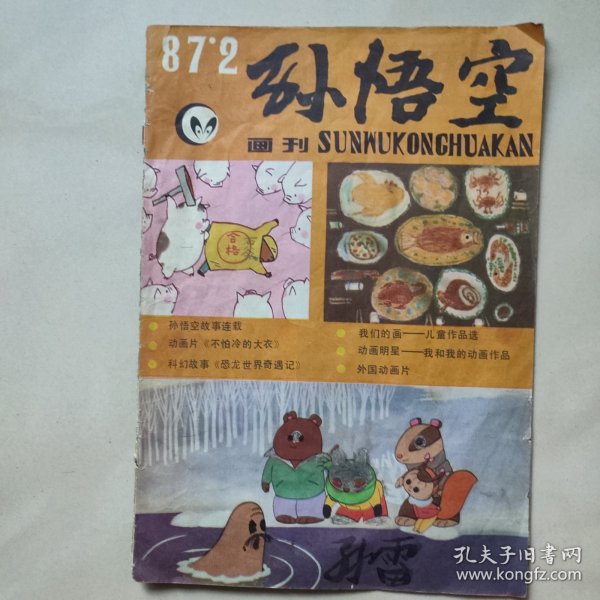 87·2
孙悟空
画刊 SUNWUKONGHUAKAN
合格
孙悟空故事连载
动画片《不怕冷的大衣》
科幻故事《恐龙世界奇遇记》
我们的画——儿童作品选
动画明星——我和我的动画作品
外国动画片
孔夫子旧书网
www.kongfz.com